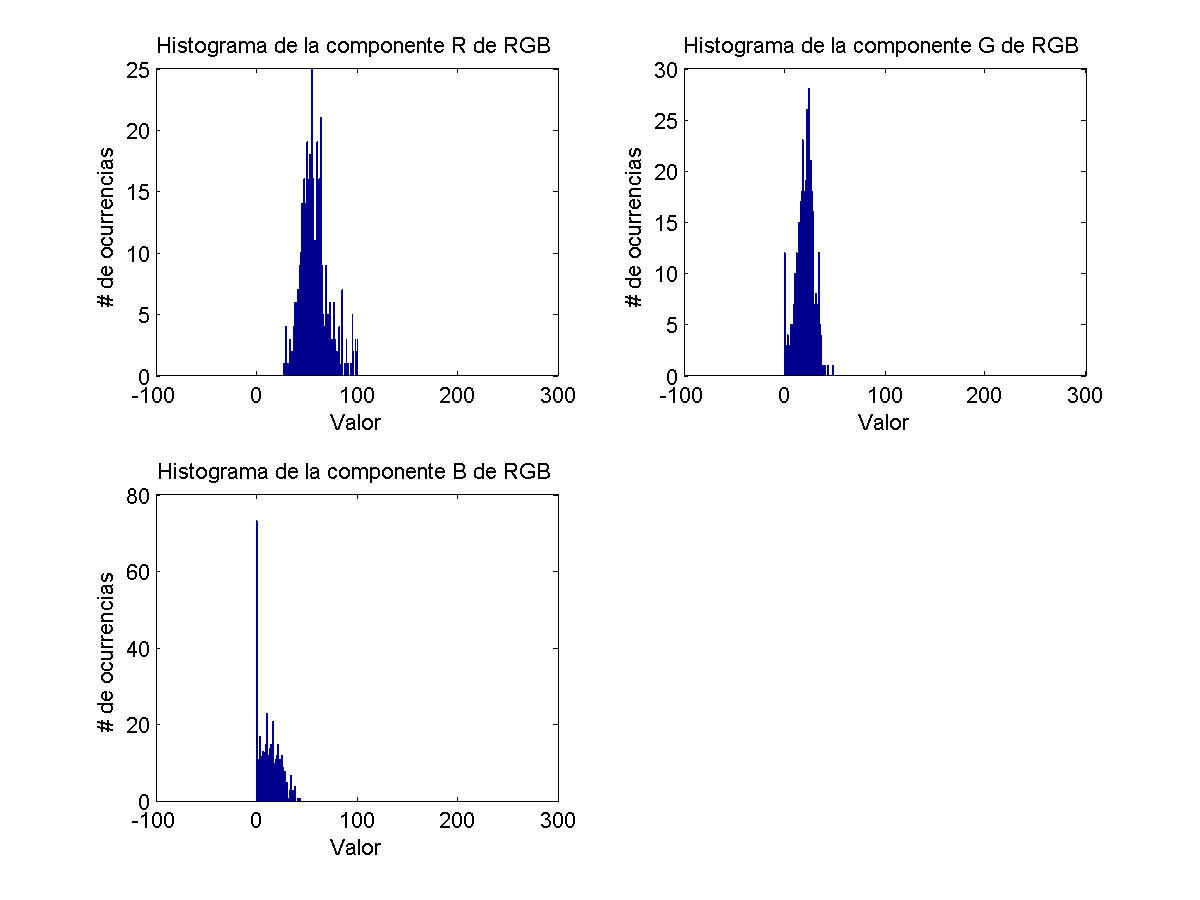 Histograma de la componente R de RGB
25
20
15
10
5
0
-100 0 100 200 300
Valor
# de ocurrencias
Histograma de la componente G de RGB
30
25
20
15
10
5
0
-100 0 100 200 300
Valor
# de ocurrencias
Histograma de la componente B de RGB
80
60
40
20
0
-100 0 100 200 300
Valor
# de ocurrencias